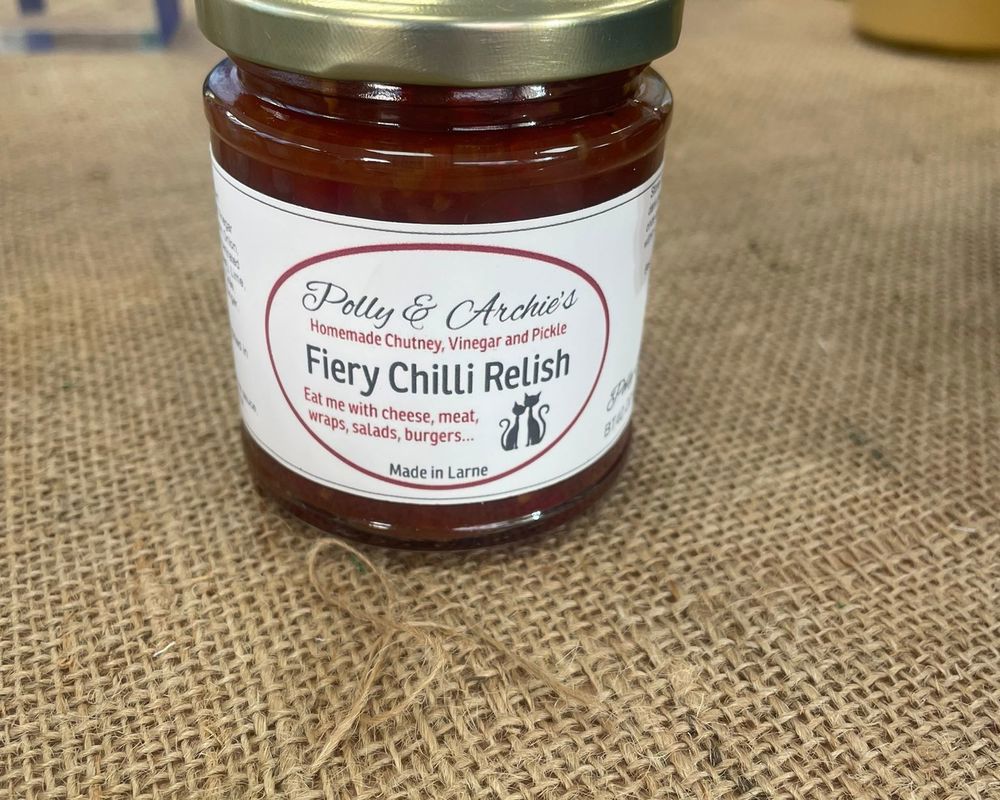 Polly & Archie's
Homemade Chutney, Vinegar and Pickle
Fiery Chilli Relish
Eat me with cheese, meat,
wraps, salads, burgers...
Made in Larne